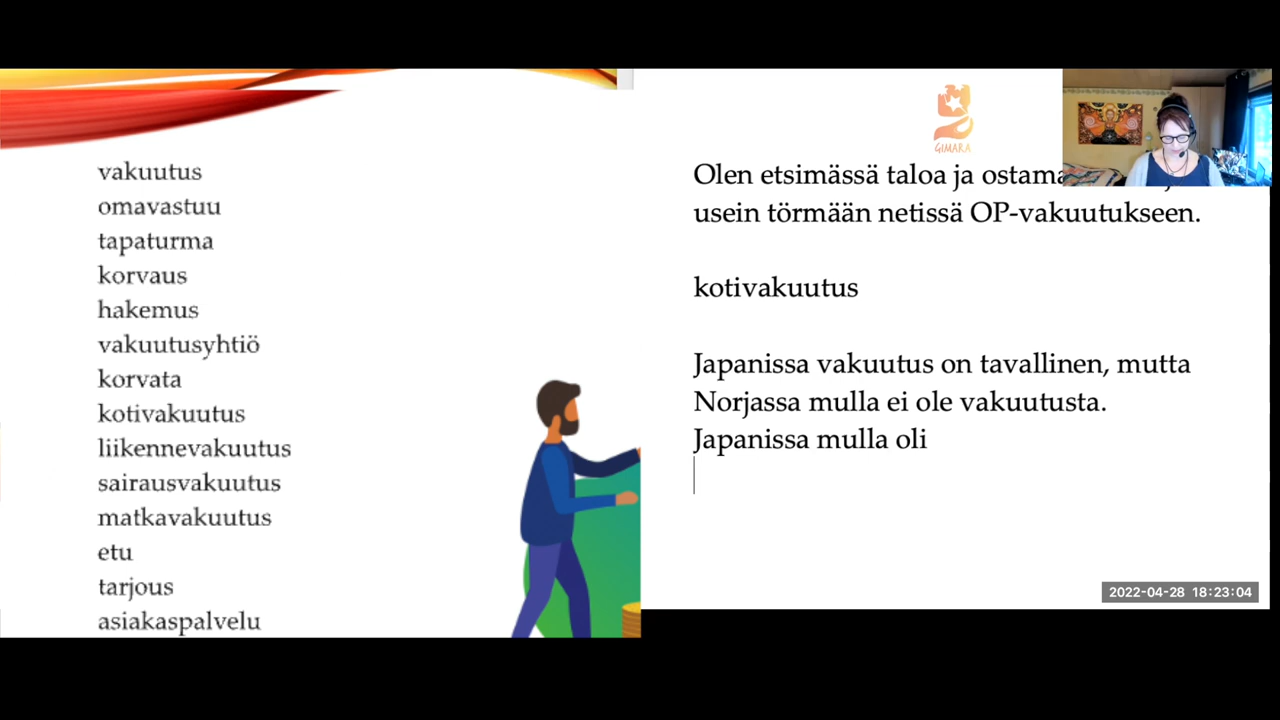 vakuutus
omavastuu
tapaturma
korvaus
hakemus
vakuutusyhtiö
korvata
kotivakuutus
liikennevakuutus
sairausvakuutus
matkavakuutus
etu
tarjous
asiakaspalvelu
GIMARA
Olen etsimässä taloa ja
usein törmään netissä OP-vakuutukseen.
kotivakuutus
Japanissa vakuutus on tavallinen, mutta
Norjassa mulla ei ole vakuutusta.
Japanissa mulla oli
2022-04-28 18:23:04